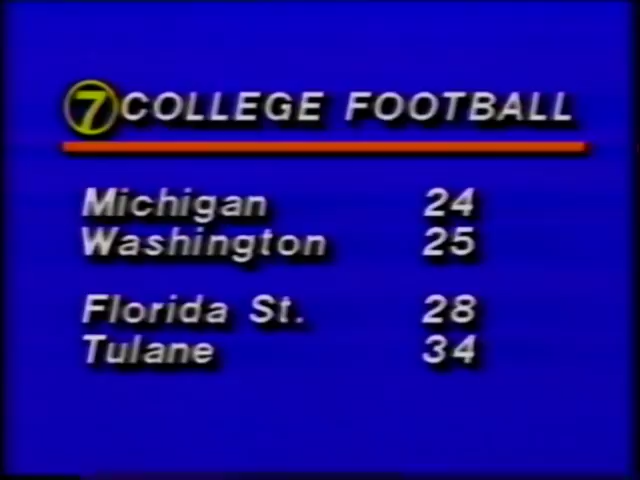 7 COLLEGE FOOTBALL
Michigan 24
Washington 25
Florida St. 28
Tulane 34